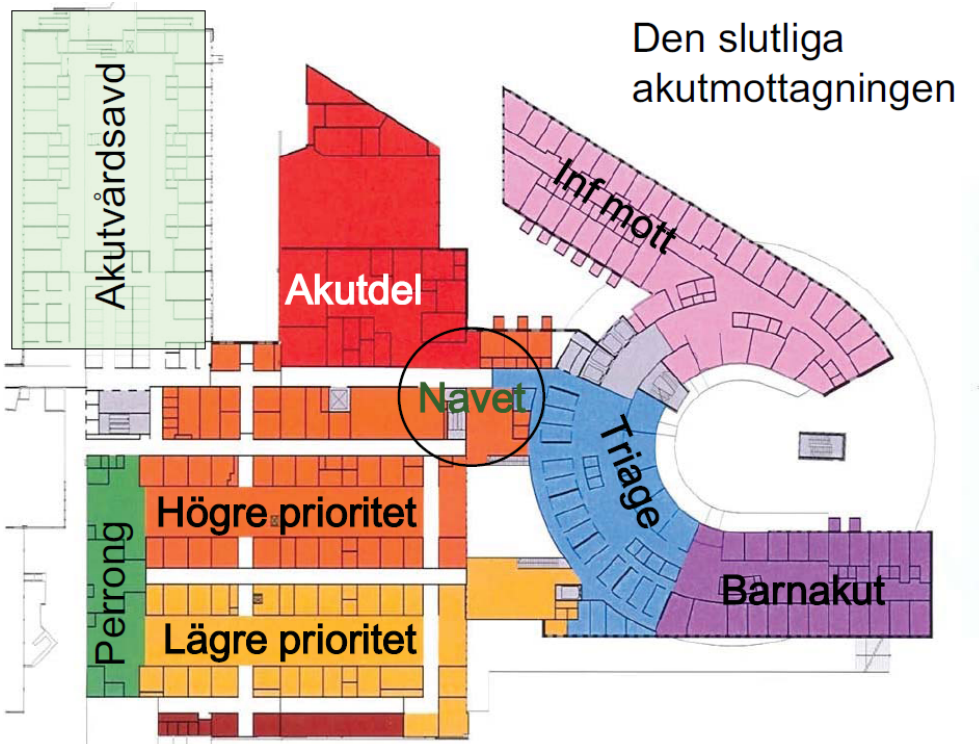 Den slutliga
akutmottagningen
Akutvårdsavd
Inf mott
Akutdel
Navet
Triage
Högre prioritet
Perrong
Barnakut
Lägre prioritet